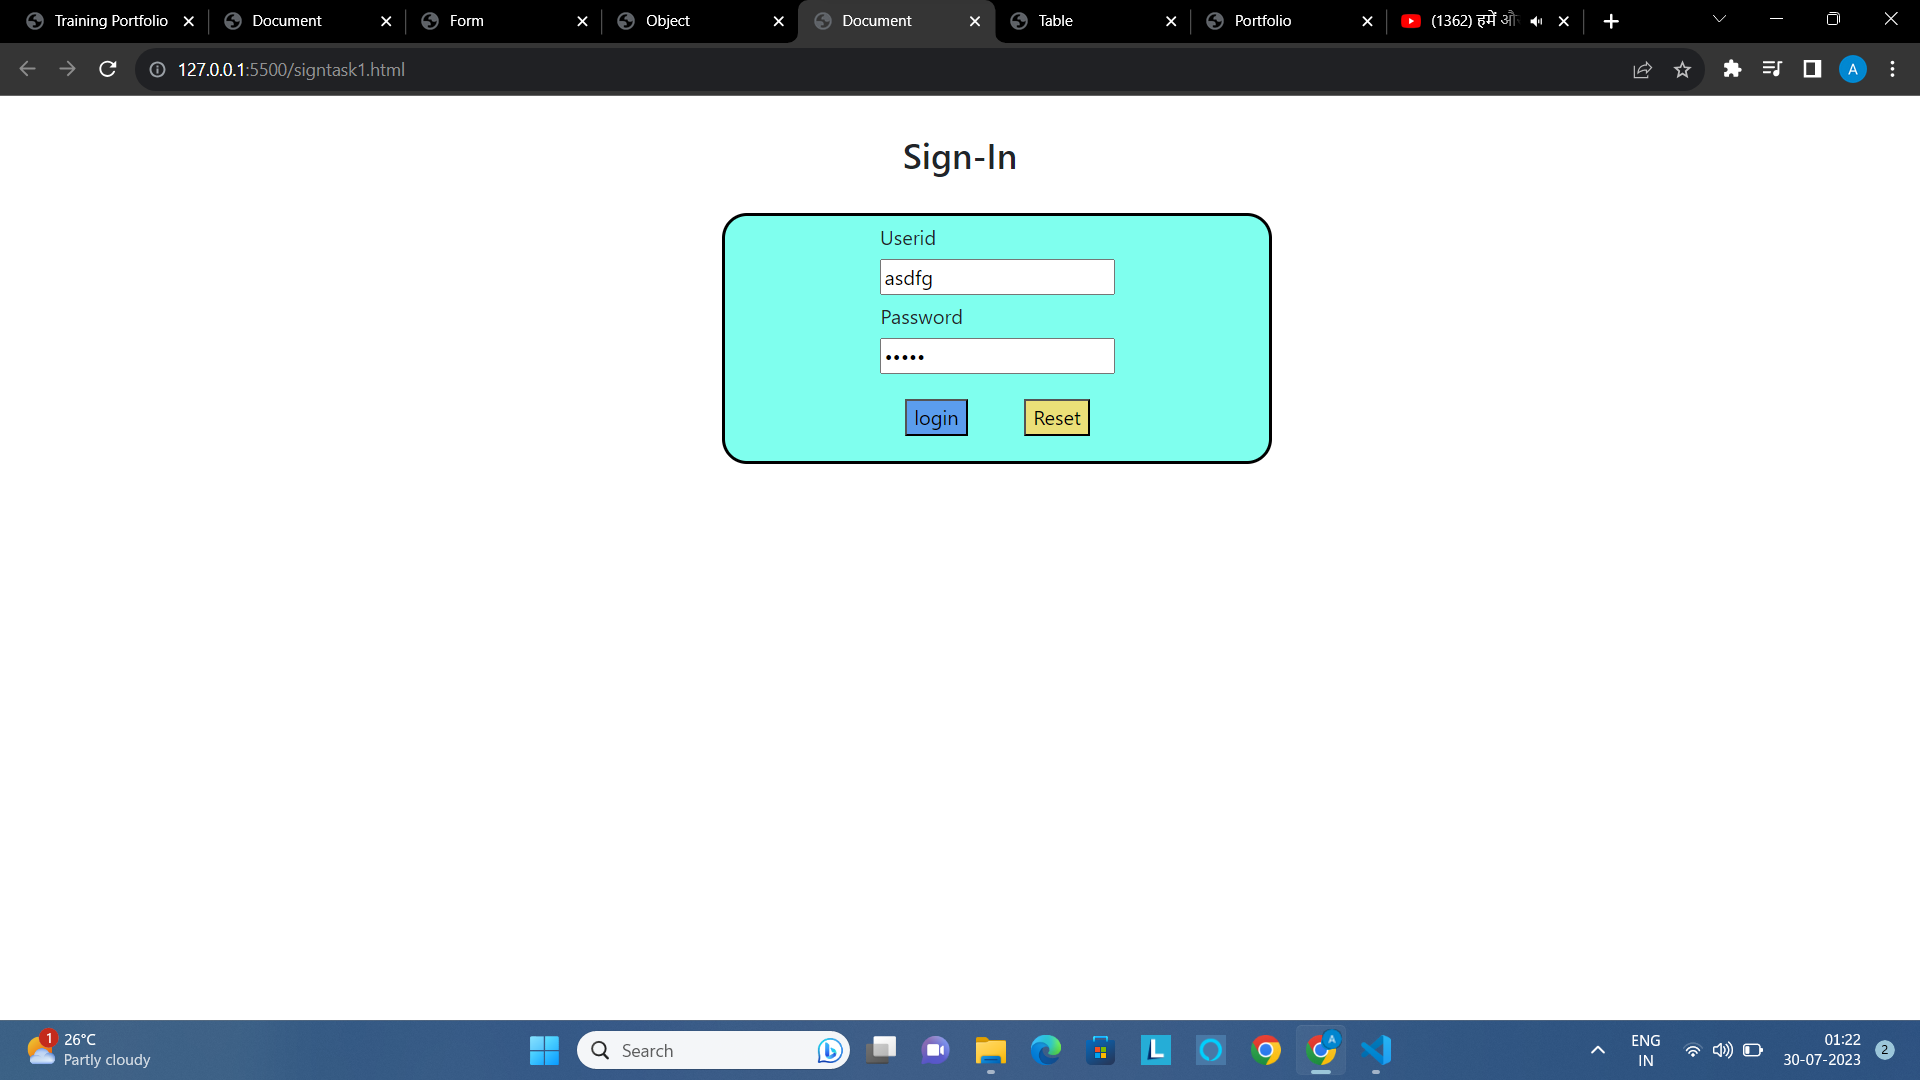 Training Portfolio
Document
Form
Object
Document
Table
Portfolio
(1362) हमें
127.0.0.1:5500/signtask1.html
A
Sign-In
Userid
asdfg
Password
•••••
login
Reset
1
26°C
Partly cloudy
Search
L
A
ENG
IN
01:22
30-07-2023
2